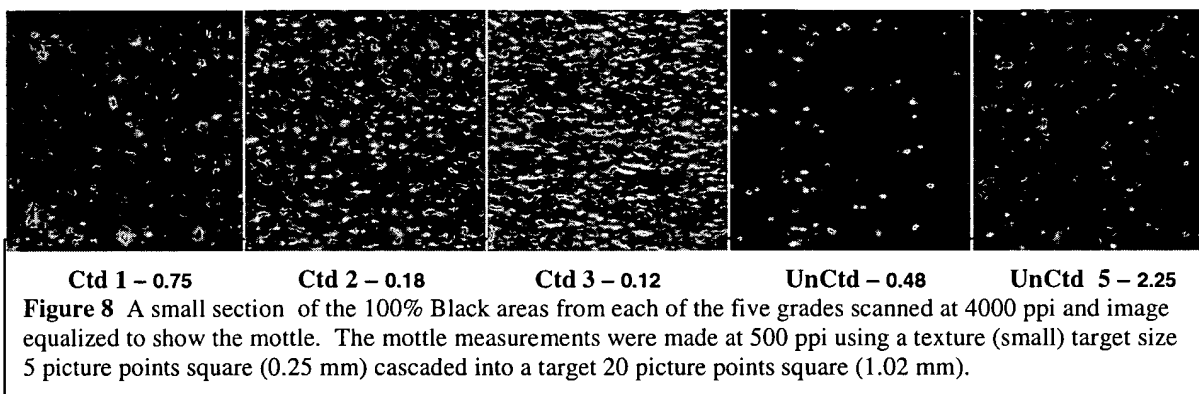 Ctd 1 – 0.75 Ctd 2 – 0.18 Ctd 3 – 0.12 UnCtd – 0.48 UnCtd 5 – 2.25
Figure 8 A small section of the 100% Black areas from each of the five grades scanned at 4000 ppi and image
equalized to show the mottle. The mottle measurements were made at 500 ppi using a texture (small) target size
5 picture points square (0.25 mm) cascaded into a target 20 picture points square (1.02 mm).